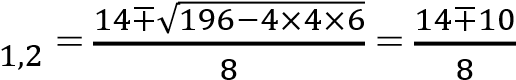 ₁,₂ = (14∓√(196−4×4×6))/8 = (14∓10)/8